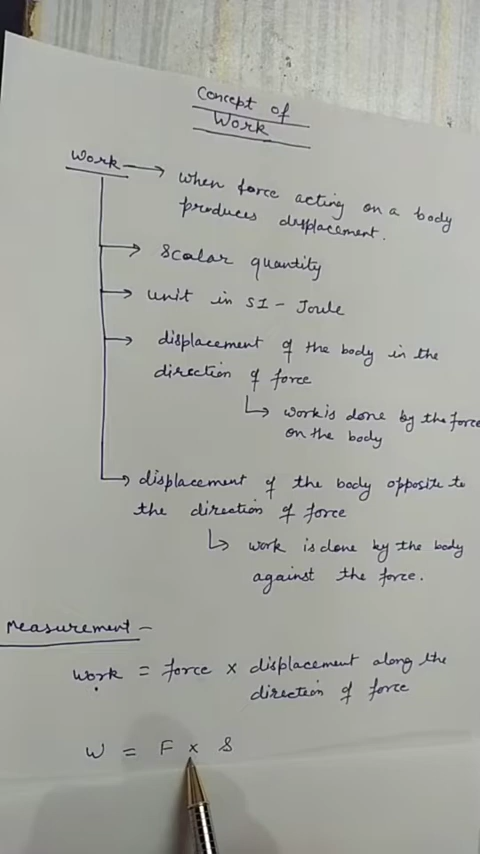 Concept of
Work
Work → when force acting on a body
produces displacement.
→ Scalar quantity
→ unit in SI - Joule
→ displacement of the body in the
direction of force
↳ work is done by the force
on the body
→ displacement of the body opposite to
the direction of force
↳ work is done by the body
against the force.
Measurement -
work = force × displacement along the
direction of force
W = F × S